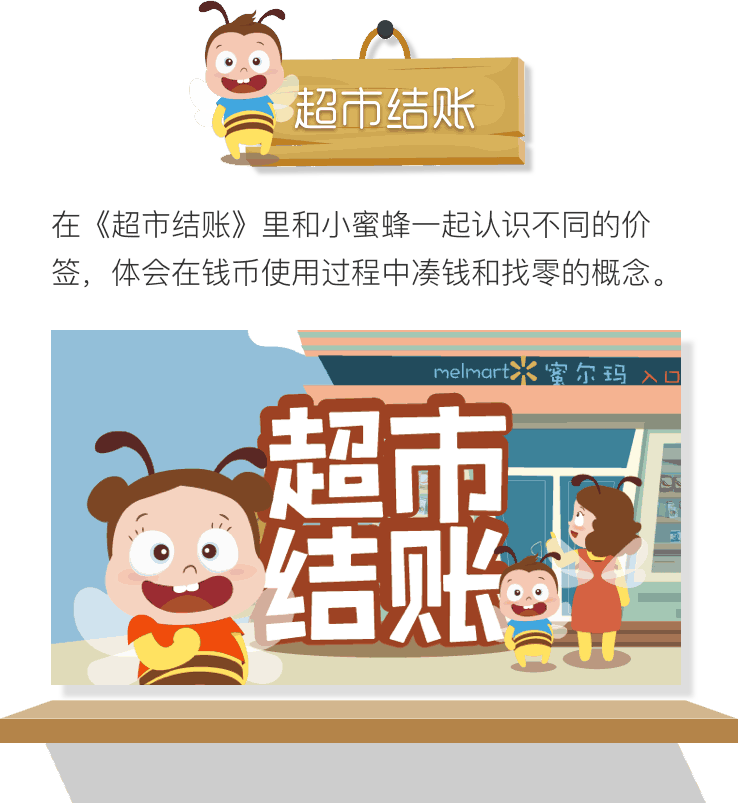 超市结账
在《超市结账》里和小蜜蜂一起认识不同的价
签，体会在钱币使用过程中凑钱和找零的概念。
melmart 蜜尔玛 入口
超市
结账